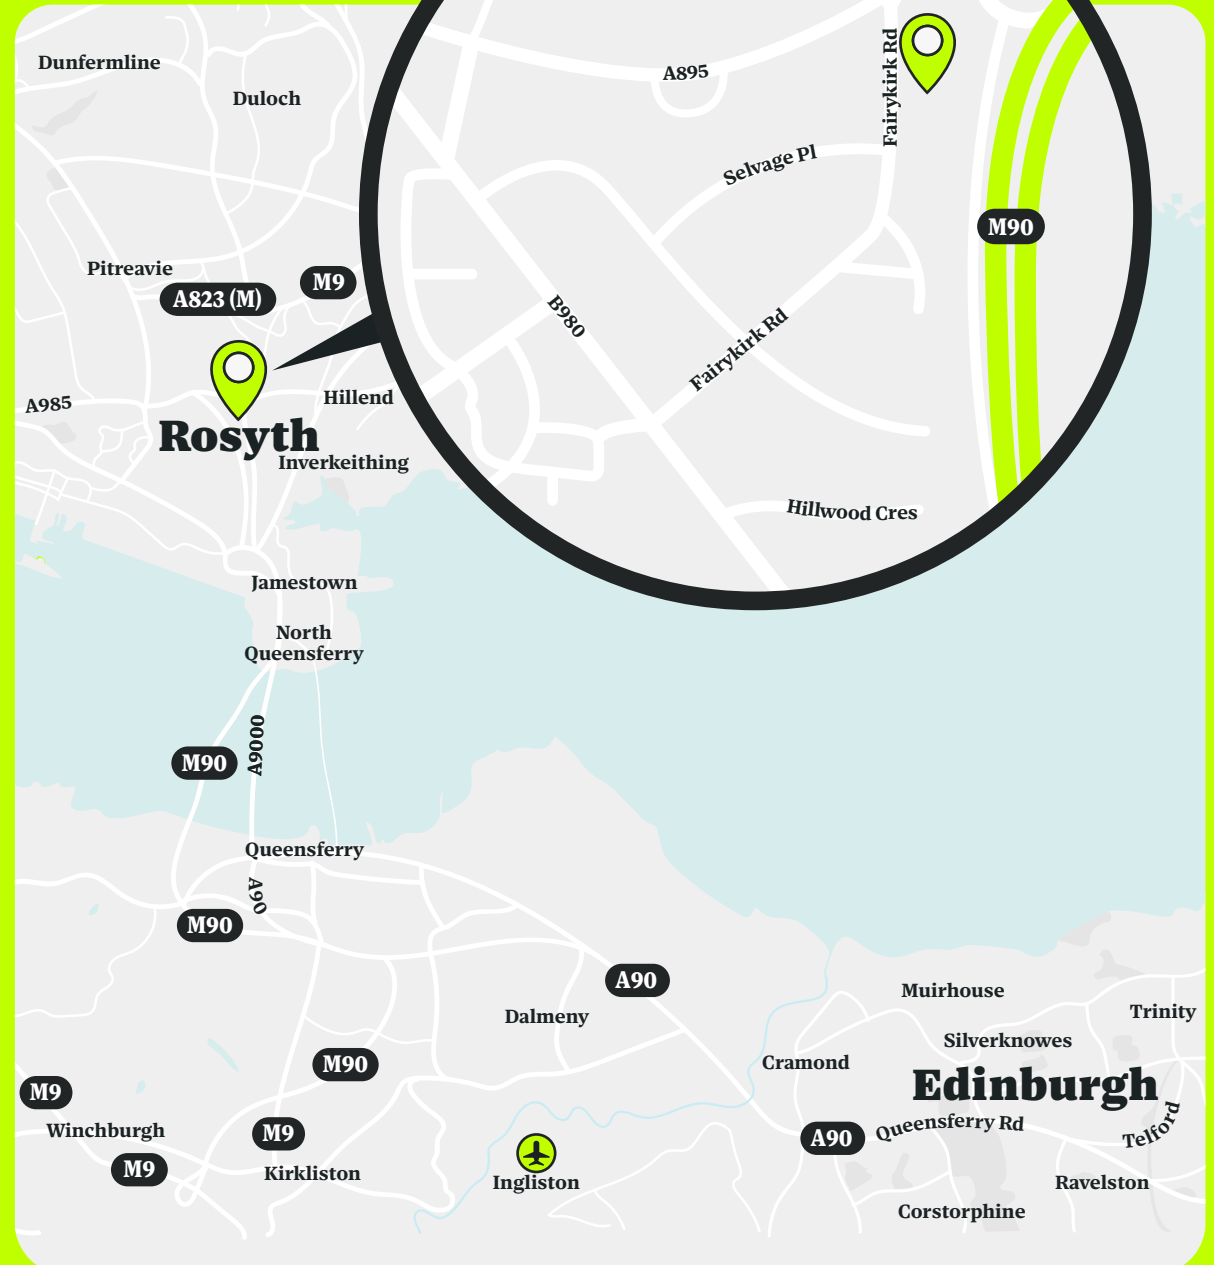 Dunfermline
Duloch
A895
Fairykirk Rd
Selvage Pl
M90
Pitreavie
M9
A823 (M)
B980
Fairykirk Rd
A985
Hillend
Rosyth
Inverkeithing
Hillwood Cres
Jamestown
North
Queensferry
A9000
M90
Queensferry
A90
M90
A90
Muirhouse
Trinity
Dalmeny
Silverknowes
M90
Cramond
Edinburgh
M9
Winchburgh
M9
A90
Queensferry Rd
Telford
M9
Kirkliston
Ingliston
Ravelston
Corstorphine